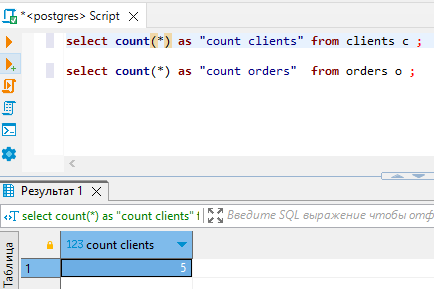 *<postgres> Script
select count(*) as "count clients" from clients c ;
select count(*) as "count orders"  from orders o ;
Результат 1
select count(*) as "count clients" f
Введите SQL выражение чтобы отф
Таблица
123 count clients
1
5